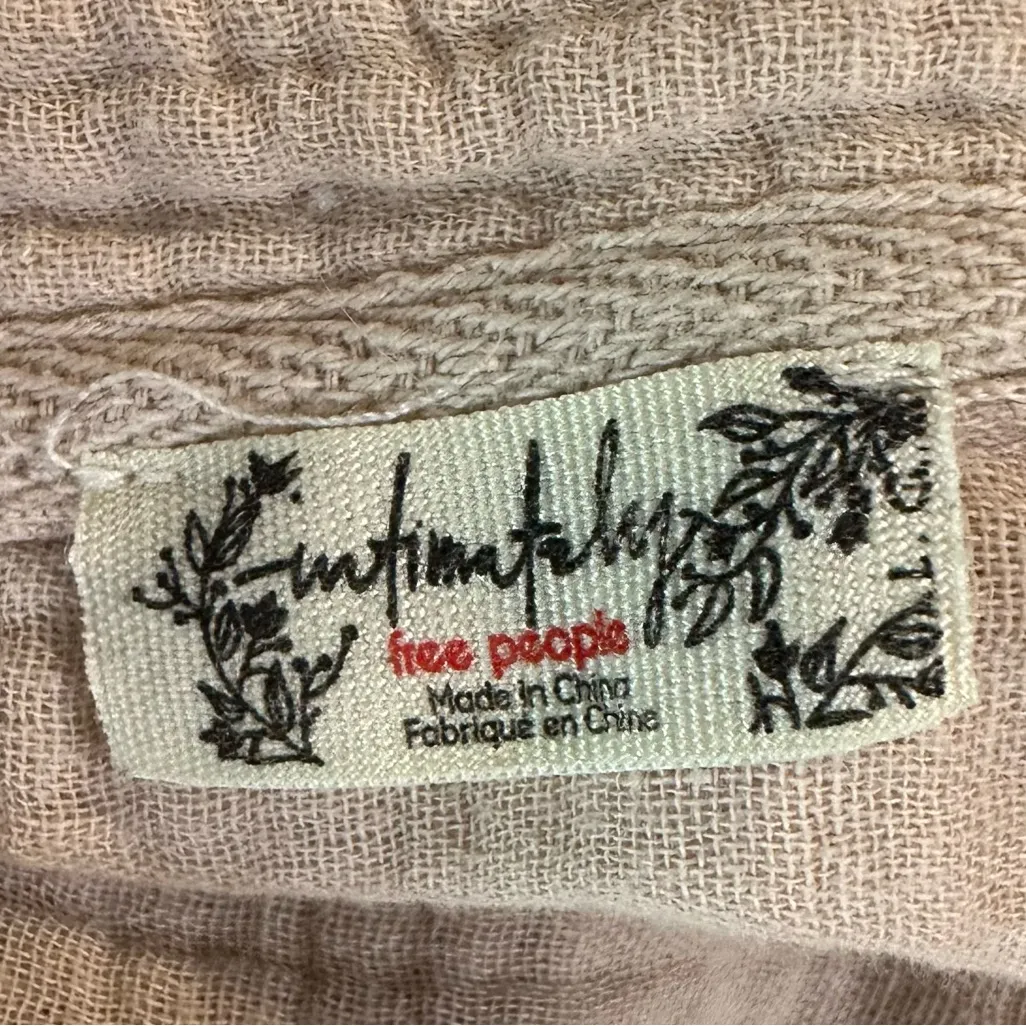 intimately
free people
Made in China
Fabrique en Chine
L.G.